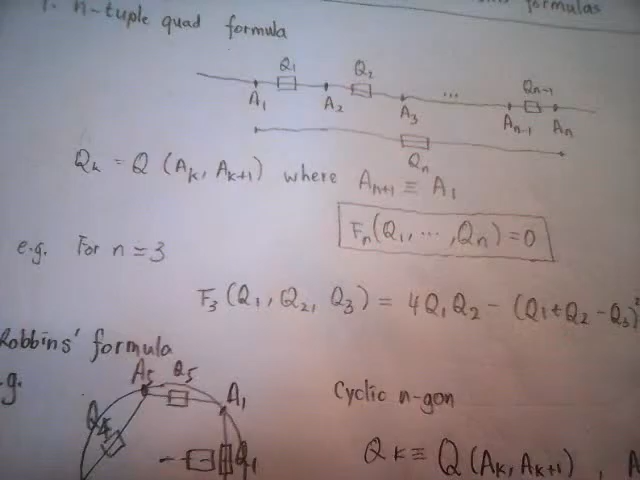 formulas
1. n-tuple quad formula
Q₁ Q₂ Qn-1
A₁ A₂ A₃ ... An-1 An
Qn
Qk = Q (Ak, Ak+1) where An+1 ≡ A₁
Fn(Q₁, ..., Qn) = 0
e.g. For n = 3
F₃ (Q₁, Q₂, Q₃) = 4Q₁Q₂ - (Q₁+Q₂-Q₃)²
Robbins' formula
e.g.
A₅ Q₅ A₁
Q₄ Q₁
Cyclic n-gon
Qk ≡ Q(Ak, Ak+1), A